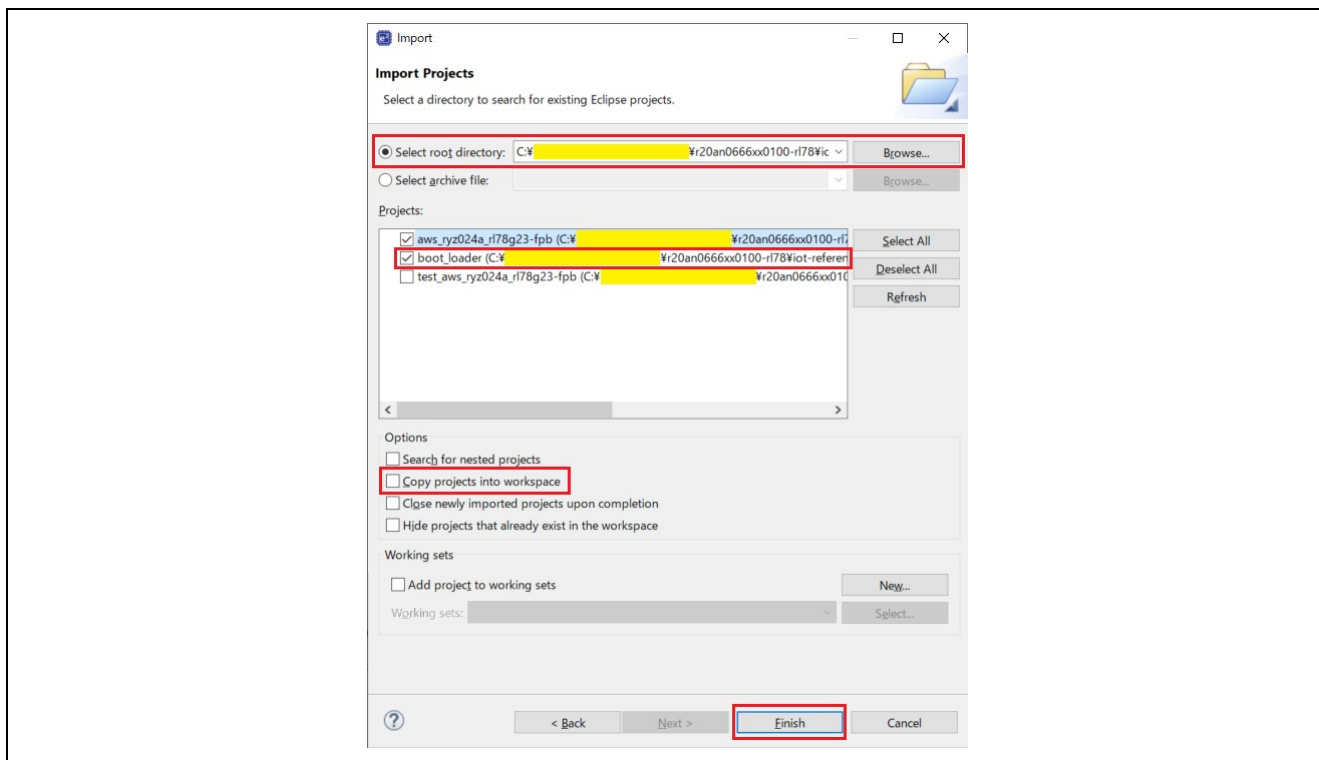 Import
Import Projects
Select a directory to search for existing Eclipse projects.
Select root directory: C:¥ ¥r20an0666xx0100-rl78¥ic Browse...
Select archive file: Browse...
Projects:
aws_ryz024a_rl78g23-fpb (C:¥ ¥r20an0666xx0100-rl7 Select All
boot_loader (C:¥ ¥r20an0666xx0100-rl78¥iot-referen Deselect All
test_aws_ryz024a_rl78g23-fpb (C:¥ ¥r20an0666xx010 Refresh
Options
Search for nested projects
Copy projects into workspace
Close newly imported projects upon completion
Hide projects that already exist in the workspace
Working sets
Add project to working sets New...
Working sets: Select...
? < Back Next > Finish Cancel